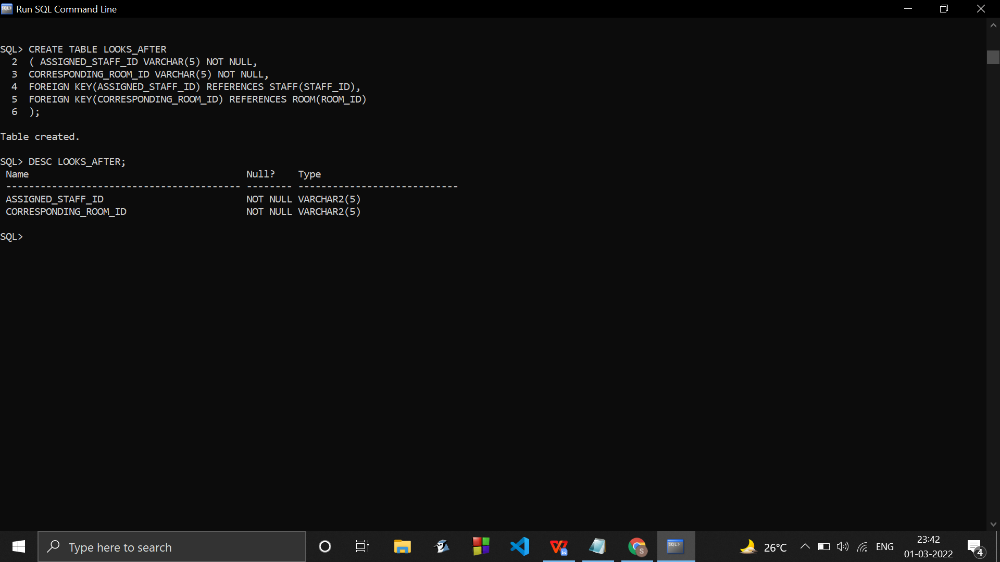 Run SQL Command Line
SQL> CREATE TABLE LOOKS_AFTER
  2  ( ASSIGNED_STAFF_ID VARCHAR(5) NOT NULL,
  3  CORRESPONDING_ROOM_ID VARCHAR(5) NOT NULL,
  4  FOREIGN KEY(ASSIGNED_STAFF_ID) REFERENCES STAFF(STAFF_ID),
  5  FOREIGN KEY(CORRESPONDING_ROOM_ID) REFERENCES ROOM(ROOM_ID)
  6  );
Table created.
SQL> DESC LOOKS_AFTER;
 Name                                      Null?    Type
 ----------------------------------------- -------- ----------------------------
 ASSIGNED_STAFF_ID                         NOT NULL VARCHAR2(5)
 CORRESPONDING_ROOM_ID                     NOT NULL VARCHAR2(5)
SQL>
Type here to search
26°C
ENG
23:42
01-03-2022
4